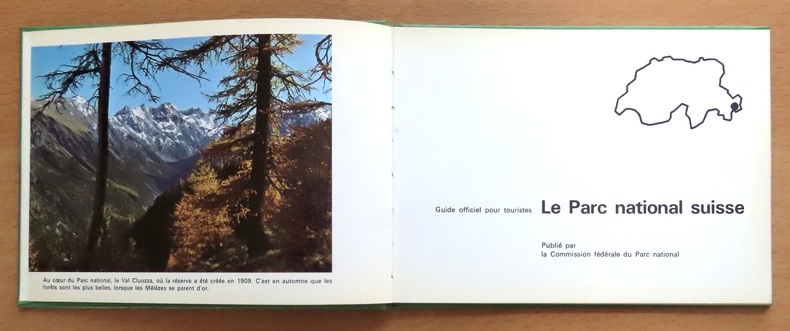 Au cœur du Parc national, le Val Cluozza, où la réserve a été créée en 1909. C'est en automne que les
forêts sont les plus belles, lorsque les Mélèzes se parent d'or.
Guide officiel pour touristes Le Parc national suisse
Publié par
la Commission fédérale du Parc national